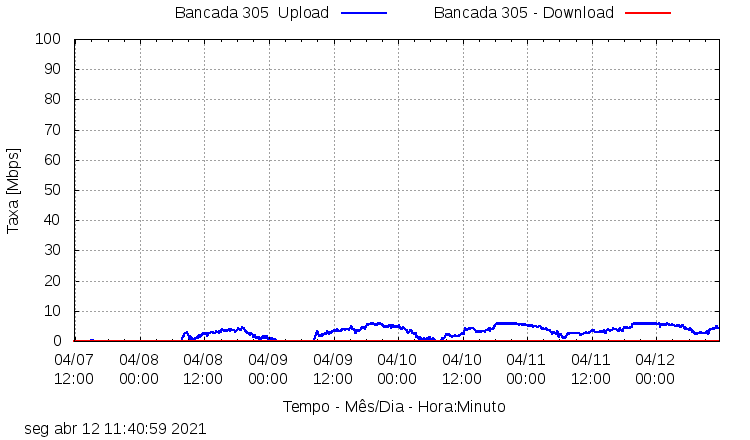 Bancada 305  Upload
Bancada 305 - Download
100
90
80
70
60
50
40
30
20
10
0
Taxa [Mbps]
04/07 04/08 04/08 04/09 04/09 04/10 04/10 04/11 04/11 04/12
12:00 00:00 12:00 00:00 12:00 00:00 12:00 00:00 12:00 00:00
Tempo - Mês/Dia - Hora:Minuto
seg abr 12 11:40:59 2021